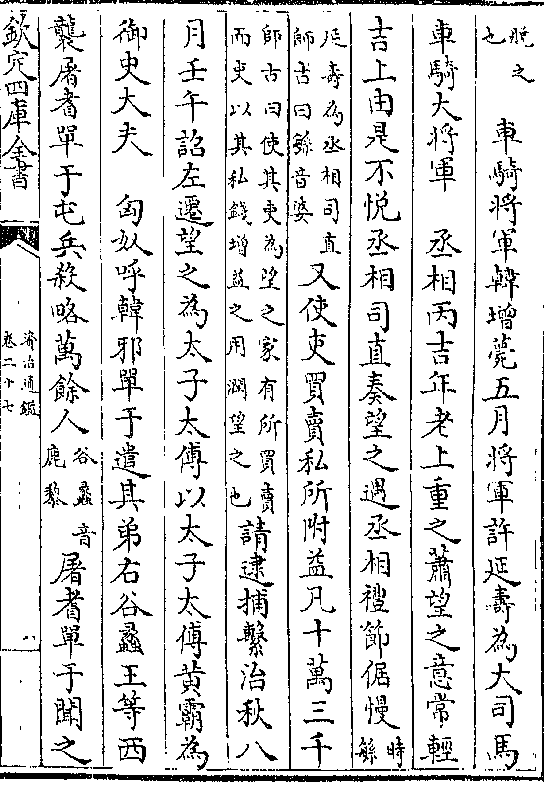 脫之
也
車騎將軍韓增薨五月將軍許延壽為大司馬
車騎大將軍　丞相丙吉年老上重之蕭望之意常輕
吉上由是不悅丞相司直奏望之遇丞相禮節倨慢時繇
延壽為丞相司直
師古曰繇音婆
又使吏買賣私所附益凡十萬三千
師古曰使其吏為望之家有所買賣
而吏以其私錢增益之用潤望之也
請逮捕繫治秋八
月壬午詔左遷望之為太子太傅以太子太傅黃霸為
御史大夫　匈奴呼韓邪單于遣其弟右谷蠡王等西
襲屠耆單于屯兵殺略萬餘人谷蠡音鹿黎屠耆單于聞之
欽定四庫全書
資治通鑑
卷二十七
八